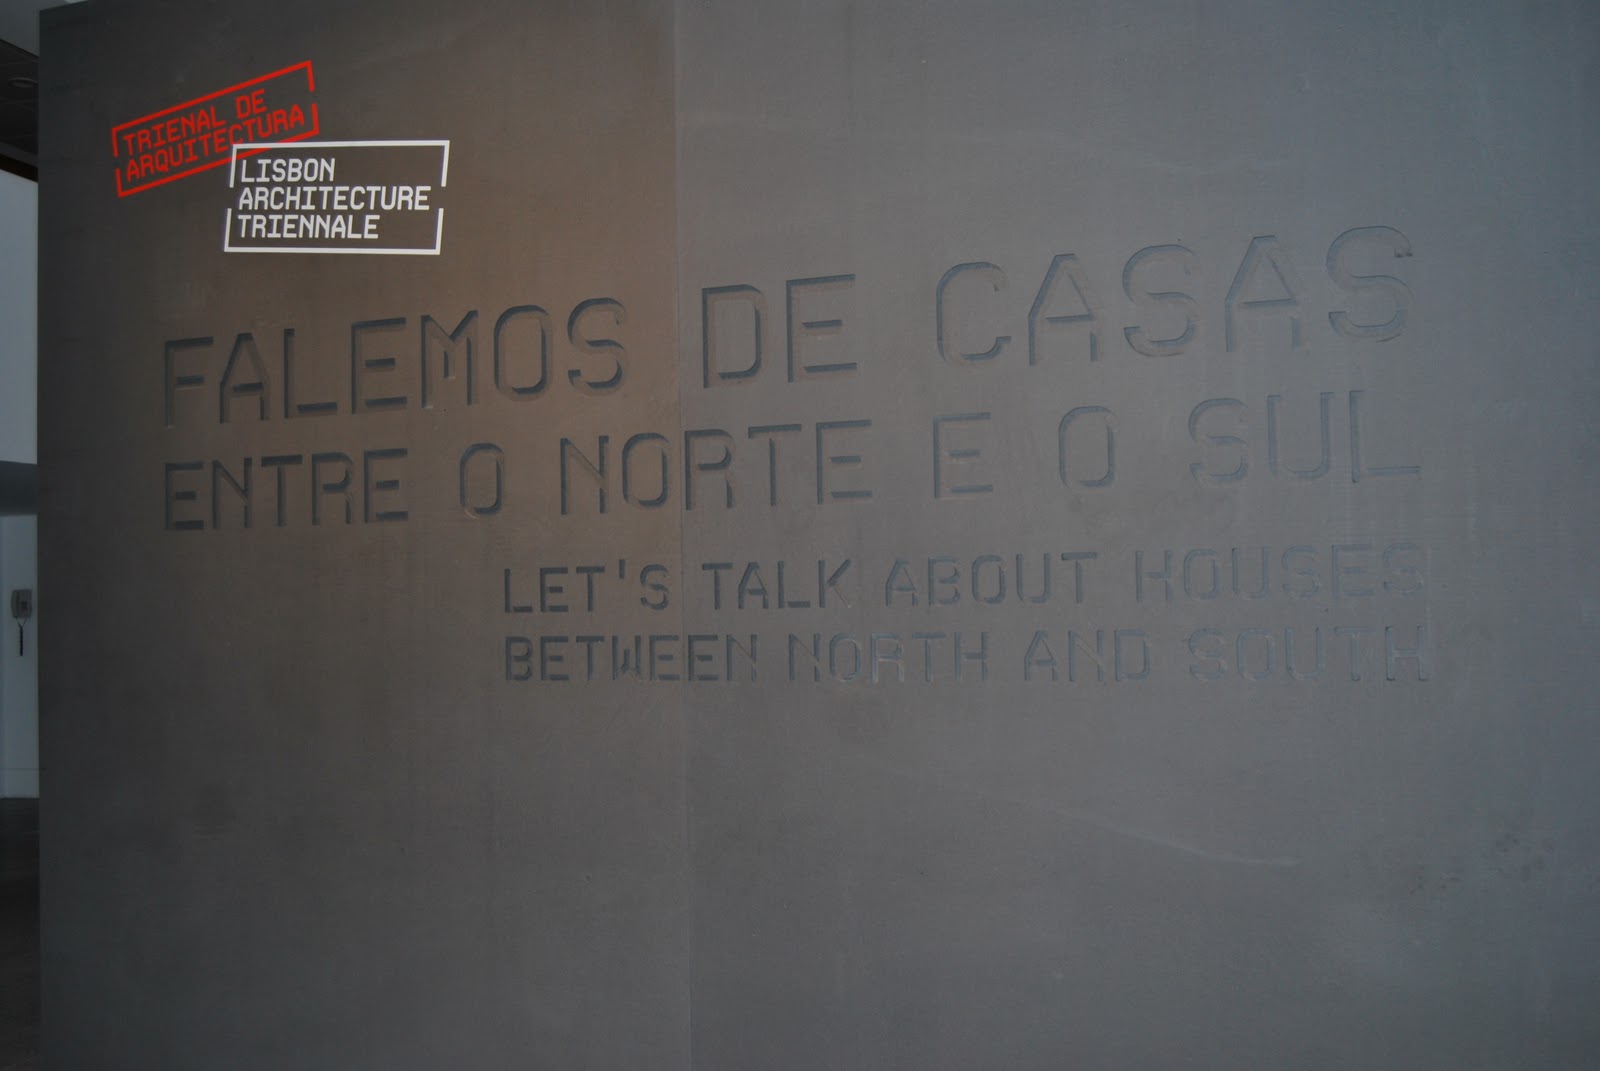 TRIENAL DE
ARQUITECTURA
LISBON
ARCHITECTURE
TRIENNALE
FALEMOS DE CASAS
ENTRE O NORTE E O SUL
LET'S TALK ABOUT HOUSES
BETWEEN NORTH AND SOUTH